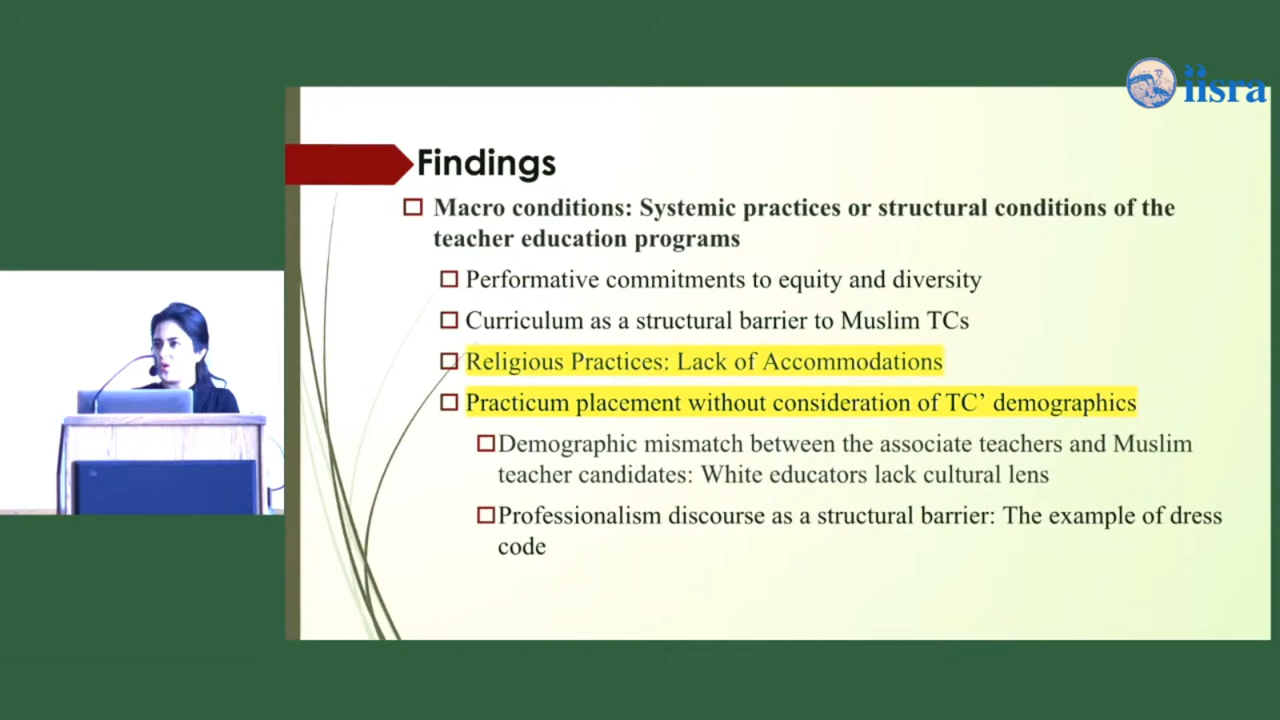 iisra
Findings
Macro conditions: Systemic practices or structural conditions of the
teacher education programs
Performative commitments to equity and diversity
Curriculum as a structural barrier to Muslim TCs
Religious Practices: Lack of Accommodations
Practicum placement without consideration of TC’ demographics
Demographic mismatch between the associate teachers and Muslim
teacher candidates: White educators lack cultural lens
Professionalism discourse as a structural barrier: The example of dress
code